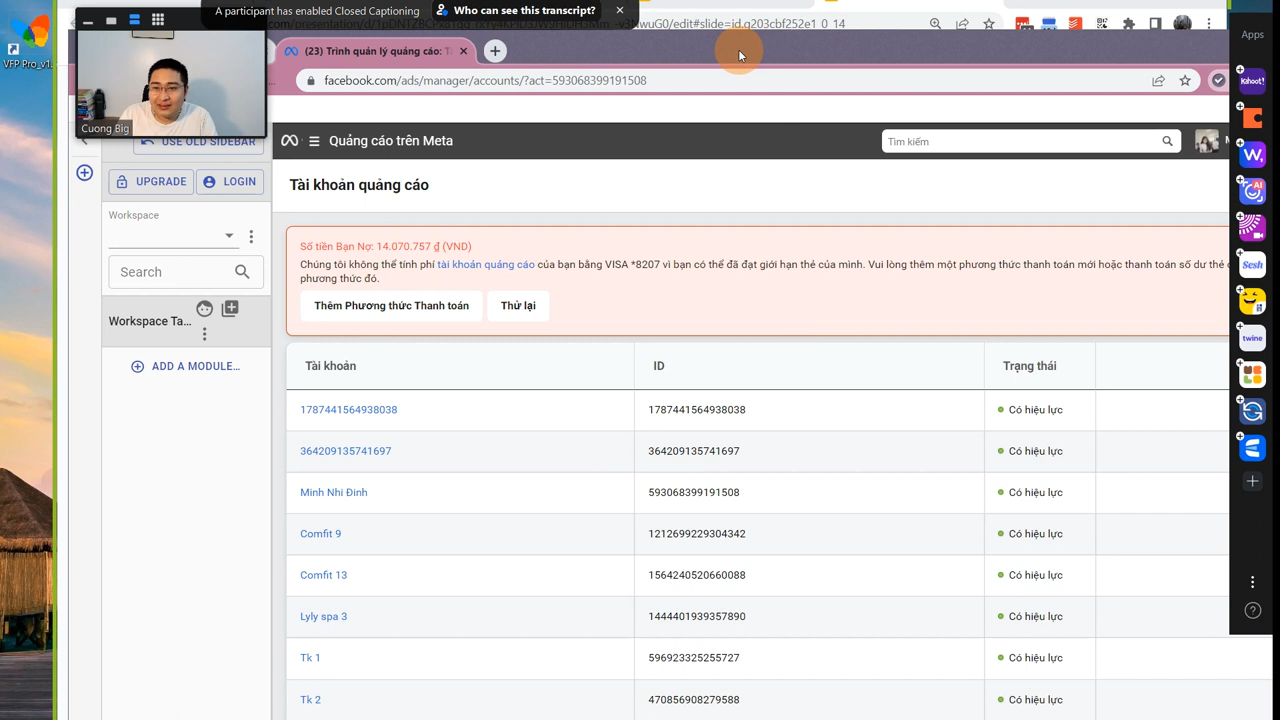 A participant has enabled Closed Captioning
Who can see this transcript?
VFP Pro_v1.
(23) Trình quản lý quảng cáo:
facebook.com/ads/manager/accounts/?act=593068399191508
Cuong Big
USE OLD SIDEBAR
UPGRADE
LOGIN
Workspace
Search
Workspace Ta...
ADD A MODULE...
Quảng cáo trên Meta
Tìm kiếm
Tài khoản quảng cáo
Số tiền Bạn Nợ: 14.070.757 ₫ (VND)
Chúng tôi không thể tính phí tài khoản quảng cáo của bạn bằng VISA *8207 vì bạn có thể đã đạt giới hạn thẻ của mình. Vui lòng thêm một phương thức thanh toán mới hoặc thanh toán số dư thẻ
phương thức đó.
Thêm Phương thức Thanh toán
Thử lại
Tài khoản ID Trạng thái
1787441564938038 1787441564938038 Có hiệu lực
364209135741697 364209135741697 Có hiệu lực
Minh Nhi Đinh 593068399191508 Có hiệu lực
Comfit 9 1212699229304342 Có hiệu lực
Comfit 13 1564240520660088 Có hiệu lực
Lyly spa 3 1444401939357890 Có hiệu lực
Tk 1 596923325255727 Có hiệu lực
Tk 2 470856908279588 Có hiệu lực
Apps
Kahoot!
W,
AI
Sesh
twine